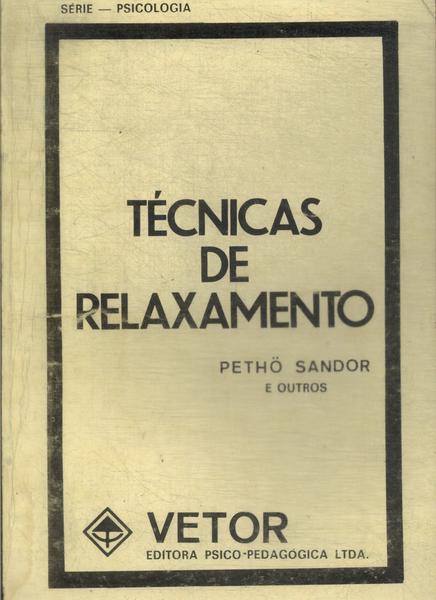 SÉRIE — PSICOLOGIA
TÉCNICAS
DE
RELAXAMENTO
PETHÖ SANDOR
E OUTROS
VETOR
EDITORA PSICO-PEDAGÓGICA LTDA.